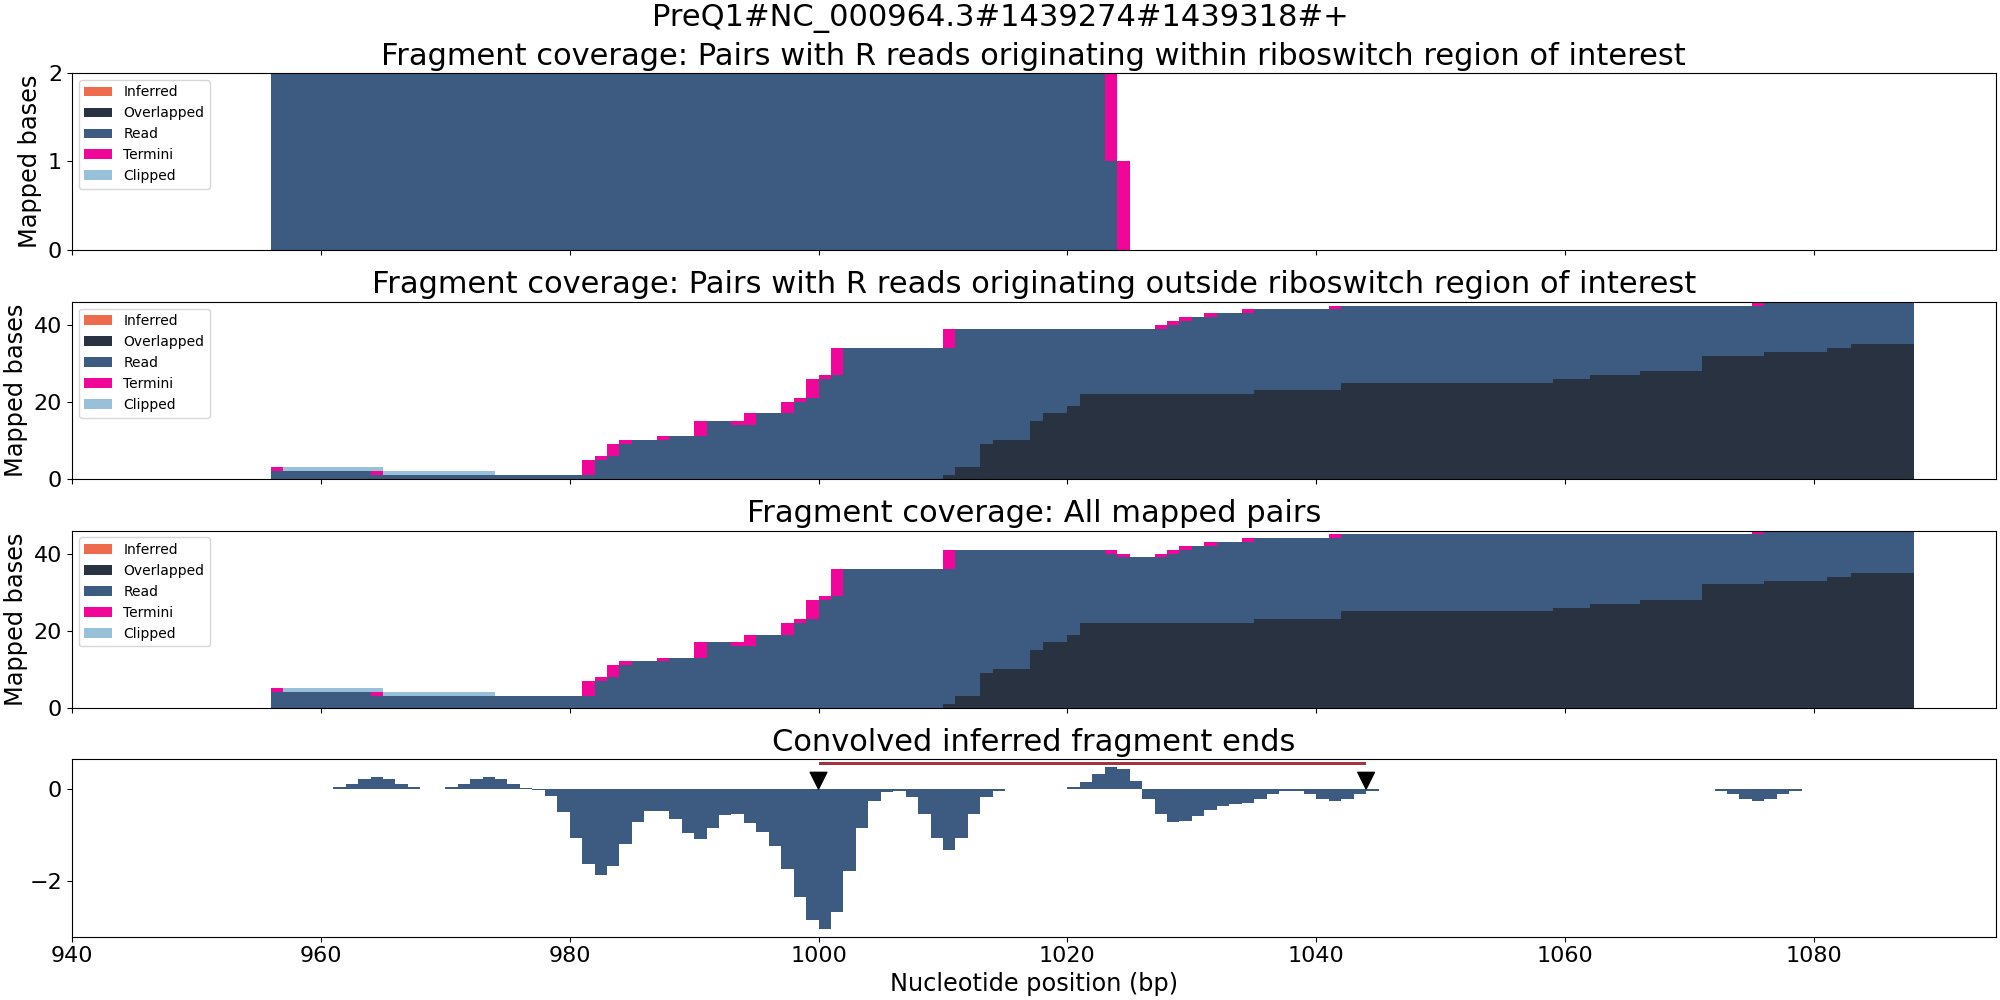 PreQ1#NC_000964.3#1439274#1439318#+
Fragment coverage: Pairs with R reads originating within riboswitch region of interest
Mapped bases
2
1
0
Inferred
Overlapped
Read
Termini
Clipped
Fragment coverage: Pairs with R reads originating outside riboswitch region of interest
Mapped bases
40
20
0
Inferred
Overlapped
Read
Termini
Clipped
Fragment coverage: All mapped pairs
Mapped bases
40
20
0
Inferred
Overlapped
Read
Termini
Clipped
Convolved inferred fragment ends
0
−2
940 960 980 1000 1020 1040 1060 1080
Nucleotide position (bp)